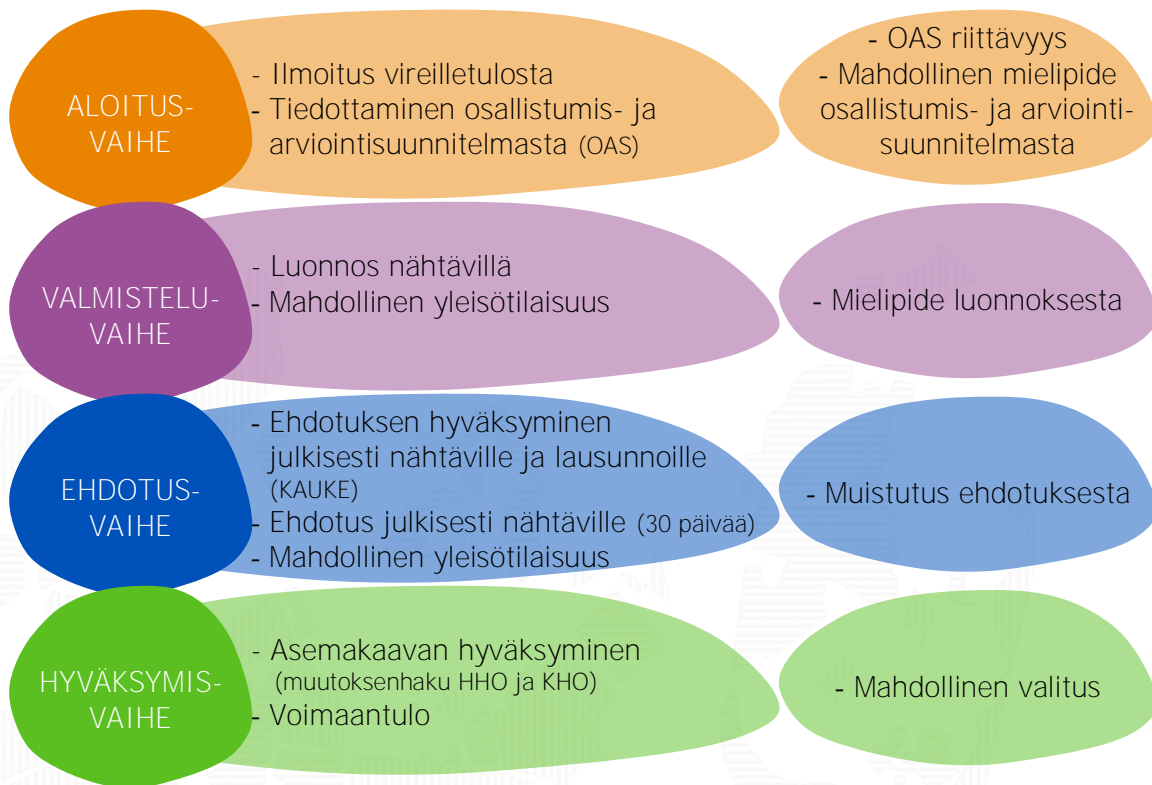 ALOITUS-
VAIHE
- Ilmoitus vireilletulosta
- Tiedottaminen osallistumis- ja
arviointisuunnitelmasta (OAS)
- OAS riittävyys
- Mahdollinen mielipide
osallistumis- ja arviointi-
suunnitelmasta
VALMISTELU-
VAIHE
- Luonnos nähtävillä
- Mahdollinen yleisötilaisuus
- Mielipide luonnoksesta
EHDOTUS-
VAIHE
- Ehdotuksen hyväksyminen
julkisesti nähtäville ja lausunnoille
(KAUKE)
- Ehdotus julkisesti nähtäville (30 päivää)
- Mahdollinen yleisötilaisuus
- Muistutus ehdotuksesta
HYVÄKSYMIS-
VAIHE
- Asemakaavan hyväksyminen
(muutoksenhaku HHO ja KHO)
- Voimaantulo
- Mahdollinen valitus